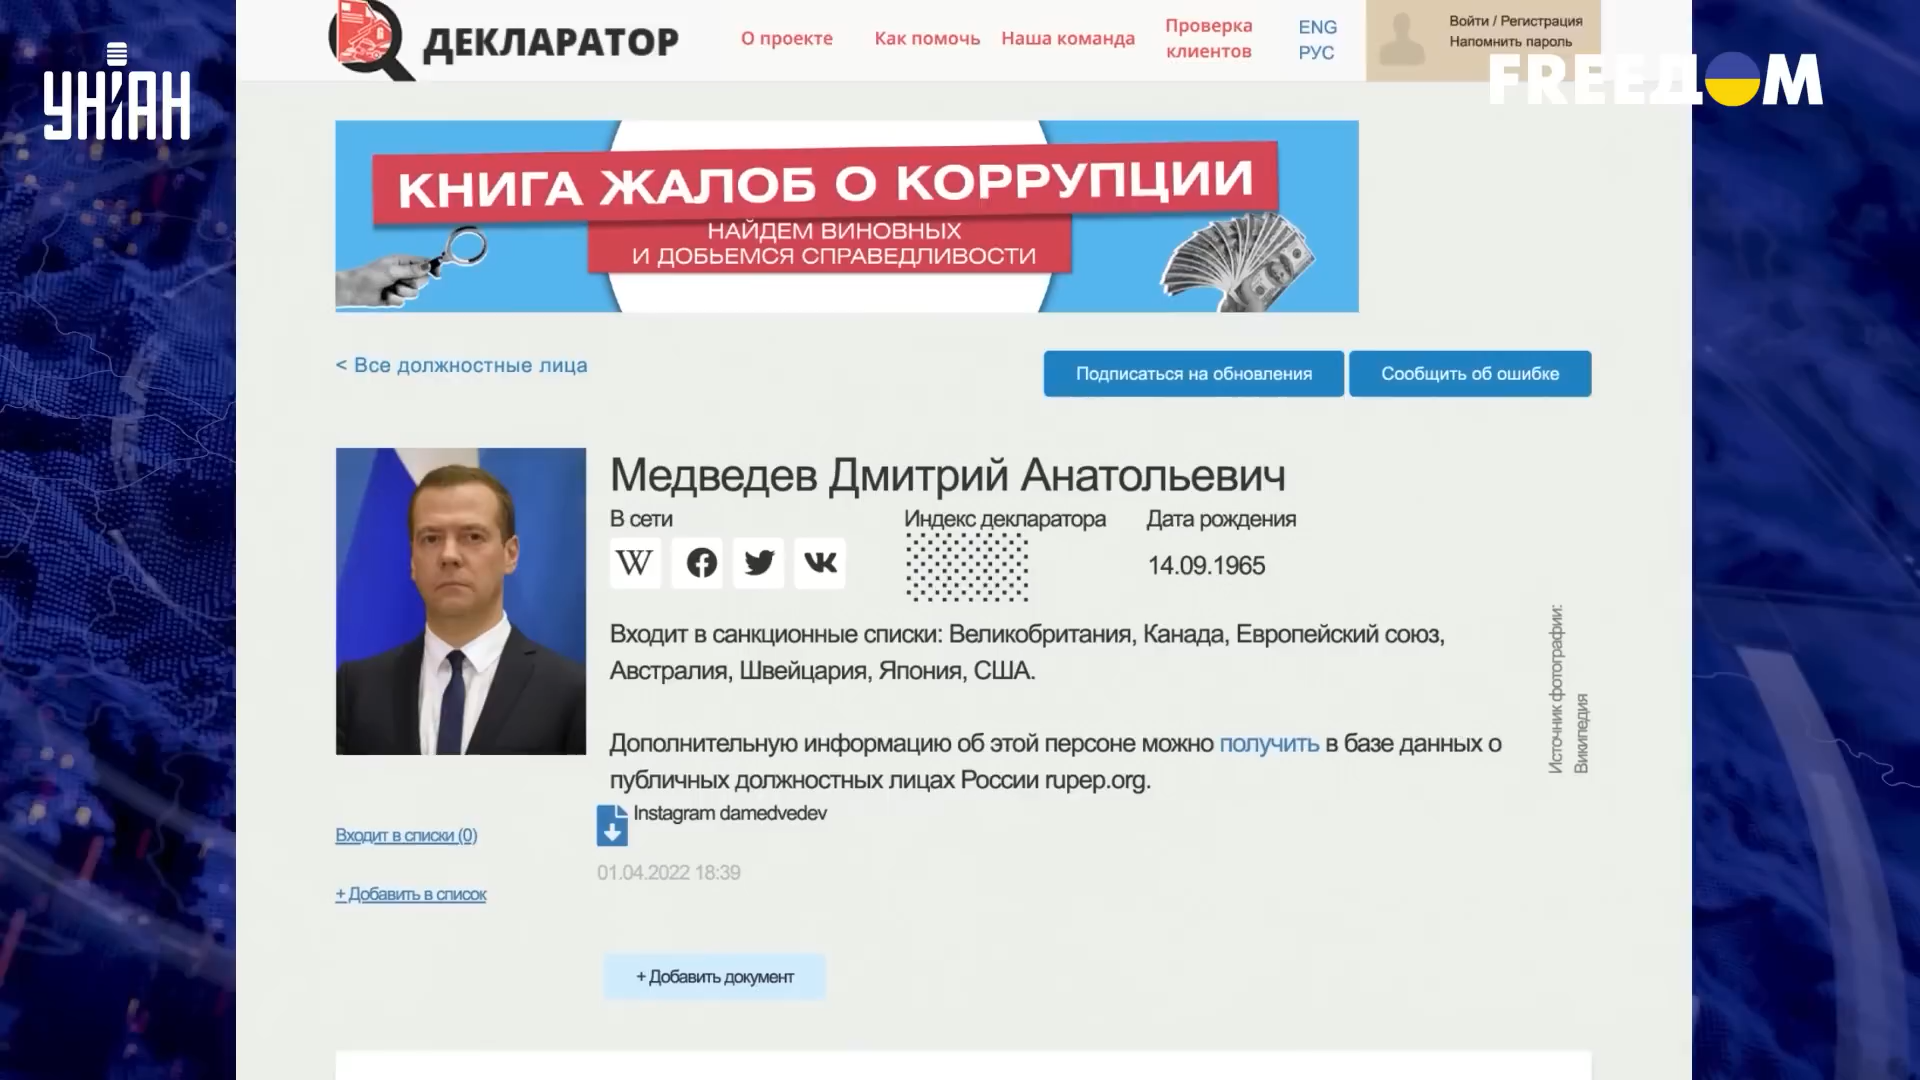 УНІАН
ДЕКЛАРАТОР
О проекте
Как помочь
Наша команда
Проверка
клиентов
ENG
РУС
Войти / Регистрация
Напомнить пароль
FREEДОМ
КНИГА ЖАЛОБ О КОРРУПЦИИ
НАЙДЕМ ВИНОВНЫХ
И ДОБЬЕМСЯ СПРАВЕДЛИВОСТИ
< Все должностные лица
Подписаться на обновления
Сообщить об ошибке
Медведев Дмитрий Анатольевич
В сети
Индекс декларатора
Дата рождения
W
14.09.1965
Входит в санкционные списки: Великобритания, Канада, Европейский союз,
Австралия, Швейцария, Япония, США.
Источник фотографии:
Википедия
Дополнительную информацию об этой персоне можно получить в базе данных о
публичных должностных лицах России rupep.org.
Instagram damedvedev
01.04.2022 18:39
Входит в списки (0)
+ Добавить в список
+ Добавить документ